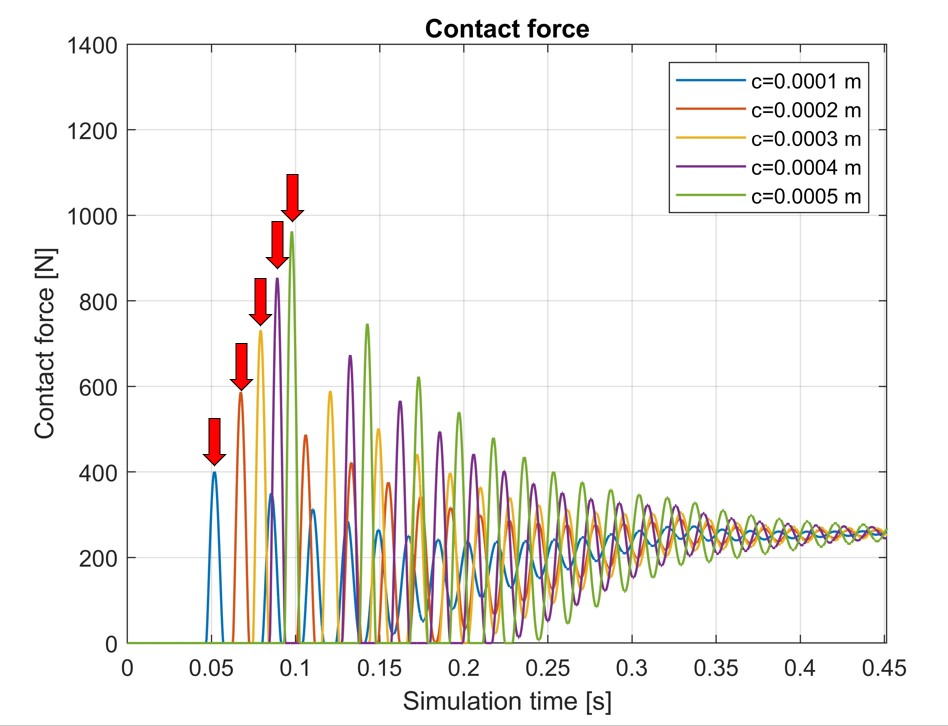 Contact force
1400
1200
1000
800
600
400
200
0
Contact force [N]
c=0.0001 m
c=0.0002 m
c=0.0003 m
c=0.0004 m
c=0.0005 m
0 0.05 0.1 0.15 0.2 0.25 0.3 0.35 0.4 0.45
Simulation time [s]